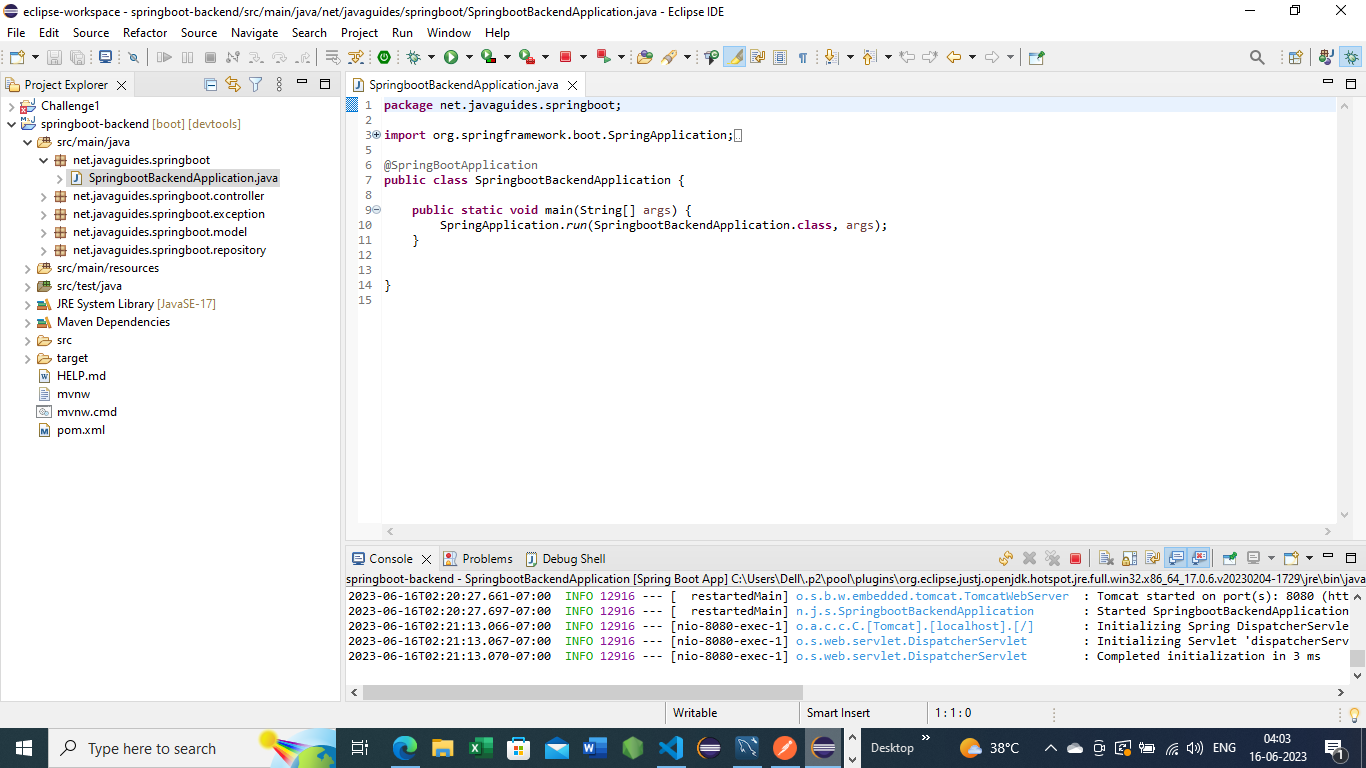 eclipse-workspace - springboot-backend/src/main/java/net/javaguides/springboot/SpringbootBackendApplication.java - Eclipse IDE
File Edit Source Refactor Source Navigate Search Project Run Window Help
Project Explorer
Challenge1
springboot-backend [boot] [devtools]
src/main/java
net.javaguides.springboot
SpringbootBackendApplication.java
net.javaguides.springboot.controller
net.javaguides.springboot.exception
net.javaguides.springboot.model
net.javaguides.springboot.repository
src/main/resources
src/test/java
JRE System Library [JavaSE-17]
Maven Dependencies
src
target
HELP.md
mvnw
mvnw.cmd
pom.xml
SpringbootBackendApplication.java
1 package net.javaguides.springboot;
2
3 import org.springframework.boot.SpringApplication;
5
6 @SpringBootApplication
7 public class SpringbootBackendApplication {
8
9 public static void main(String[] args) {
10 SpringApplication.run(SpringbootBackendApplication.class, args);
11 }
12
13
14 }
15
Console Problems Debug Shell
springboot-backend - SpringbootBackendApplication [Spring Boot App] C:\Users\Dell\.p2\pool\plugins\org.eclipse.justj.openjdk.hotspot.jre.full.win32.x86_64_17.0.6.v20230204-1729\jre\bin\java
2023-06-16T02:20:27.661-07:00 INFO 12916 --- [ restartedMain] o.s.b.w.embedded.tomcat.TomcatWebServer : Tomcat started on port(s): 8080 (htt
2023-06-16T02:20:27.697-07:00 INFO 12916 --- [ restartedMain] n.j.s.SpringbootBackendApplication : Started SpringbootBackendApplication
2023-06-16T02:21:13.066-07:00 INFO 12916 --- [nio-8080-exec-1] o.a.c.c.C.[Tomcat].[localhost].[/] : Initializing Spring DispatcherServle
2023-06-16T02:21:13.067-07:00 INFO 12916 --- [nio-8080-exec-1] o.s.web.servlet.DispatcherServlet : Initializing Servlet 'dispatcherServ
2023-06-16T02:21:13.070-07:00 INFO 12916 --- [nio-8080-exec-1] o.s.web.servlet.DispatcherServlet : Completed initialization in 3 ms
Writable Smart Insert 1 : 1 : 0
Type here to search
Desktop
38°C
ENG
04:03
16-06-2023
1